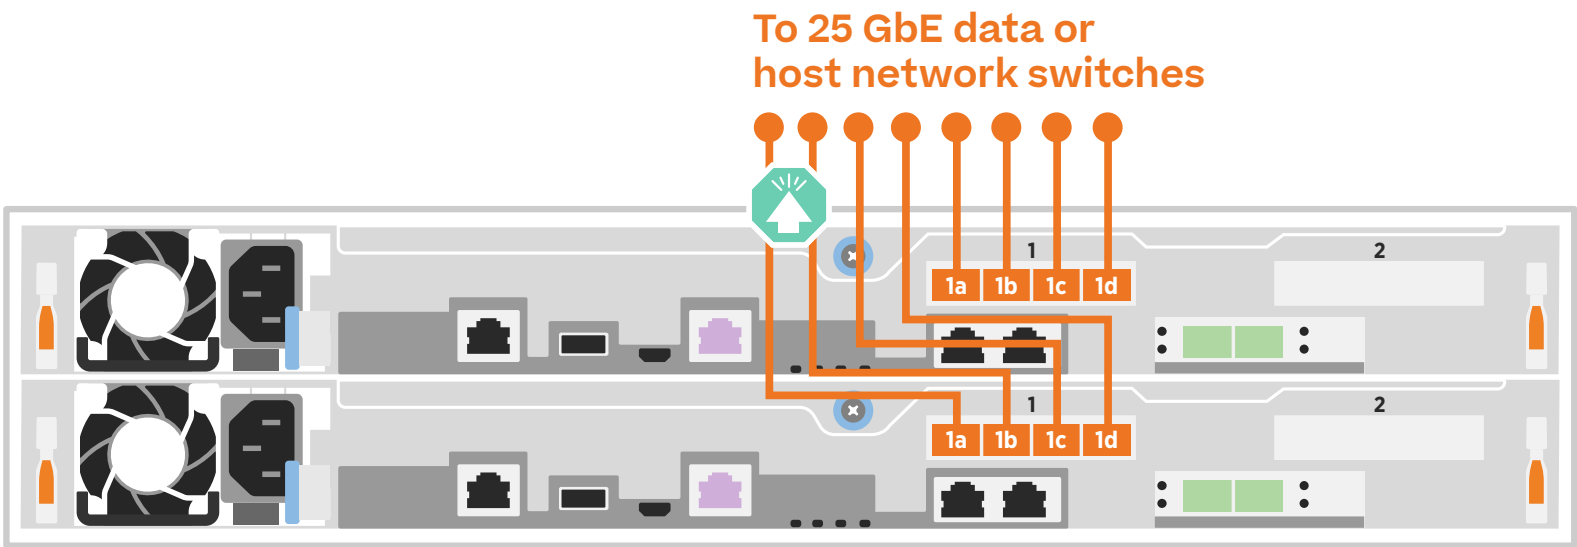 To 25 GbE data or
host network switches
1 2
1a 1b 1c 1d
1 2
1a 1b 1c 1d